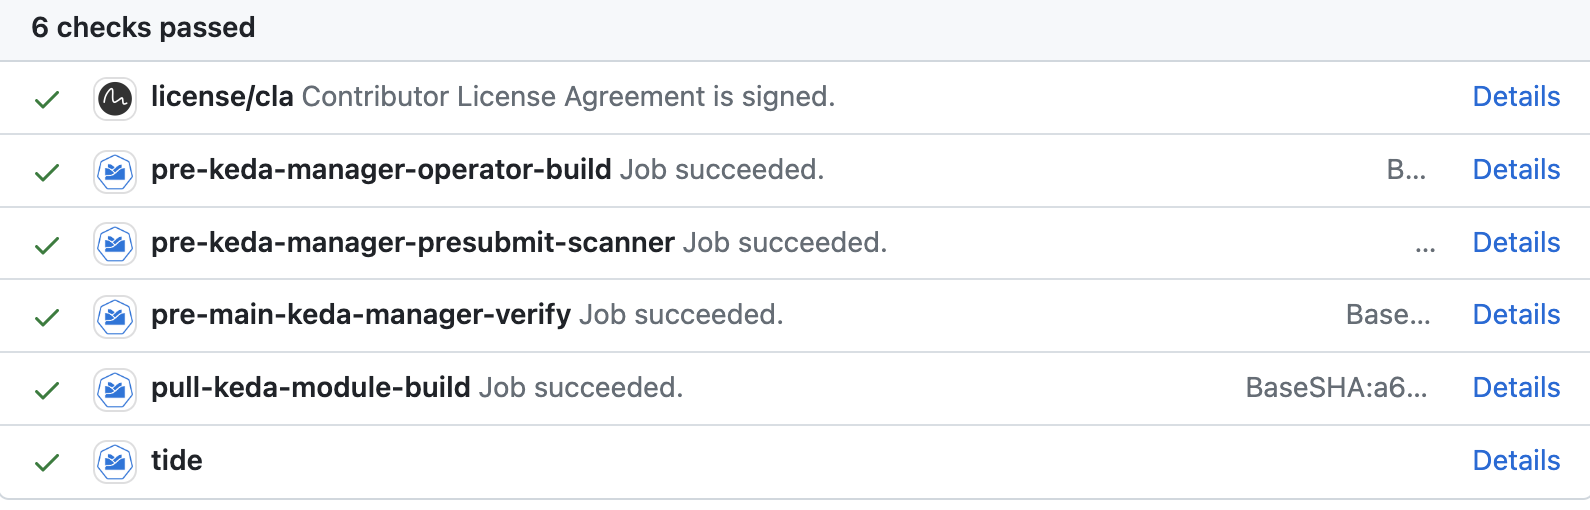 6 checks passed
license/cla Contributor License Agreement is signed. Details
pre-keda-manager-operator-build Job succeeded. B... Details
pre-keda-manager-presubmit-scanner Job succeeded. ... Details
pre-main-keda-manager-verify Job succeeded. Base... Details
pull-keda-module-build Job succeeded. BaseSHA:a6... Details
tide Details